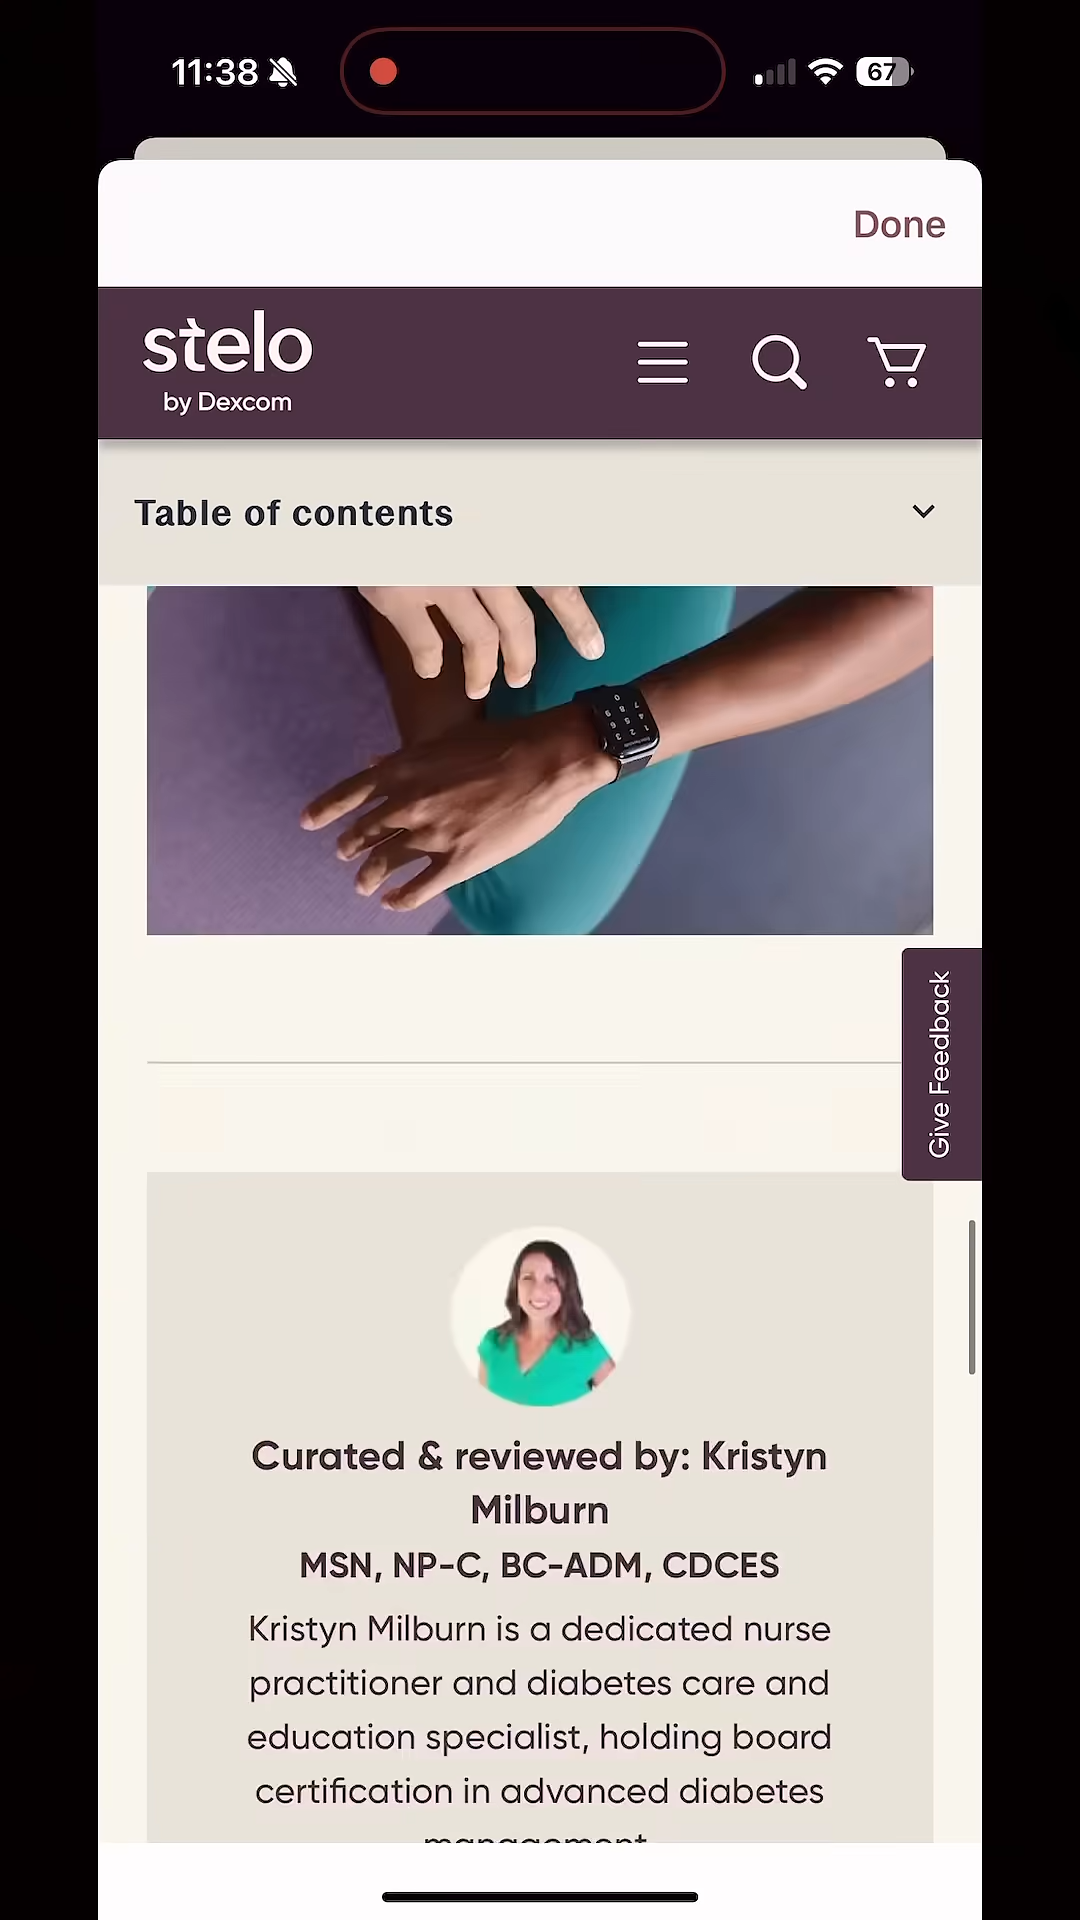 11:38
67
Done
stelo
by Dexcom
Table of contents
Give Feedback
Curated & reviewed by: Kristyn
Milburn
MSN, NP-C, BC-ADM, CDCES
Kristyn Milburn is a dedicated nurse
practitioner and diabetes care and
education specialist, holding board
certification in advanced diabetes
management